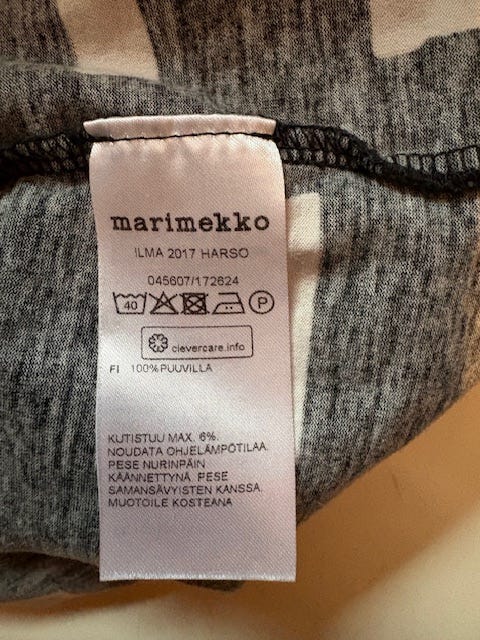 marimekko
ILMA 2017 HARSO
045607/172624
40 P
clevercare.info
FI 100% PUUVILLA
KUTISTUU MAX. 6%.
NOUDATA OHJELÄMPÖTILAA.
PESE NURINPÄIN
KÄÄNNETTYNÄ. PESE
SAMANSÄVYISTEN KANSSA.
MUOTOILE KOSTEANA